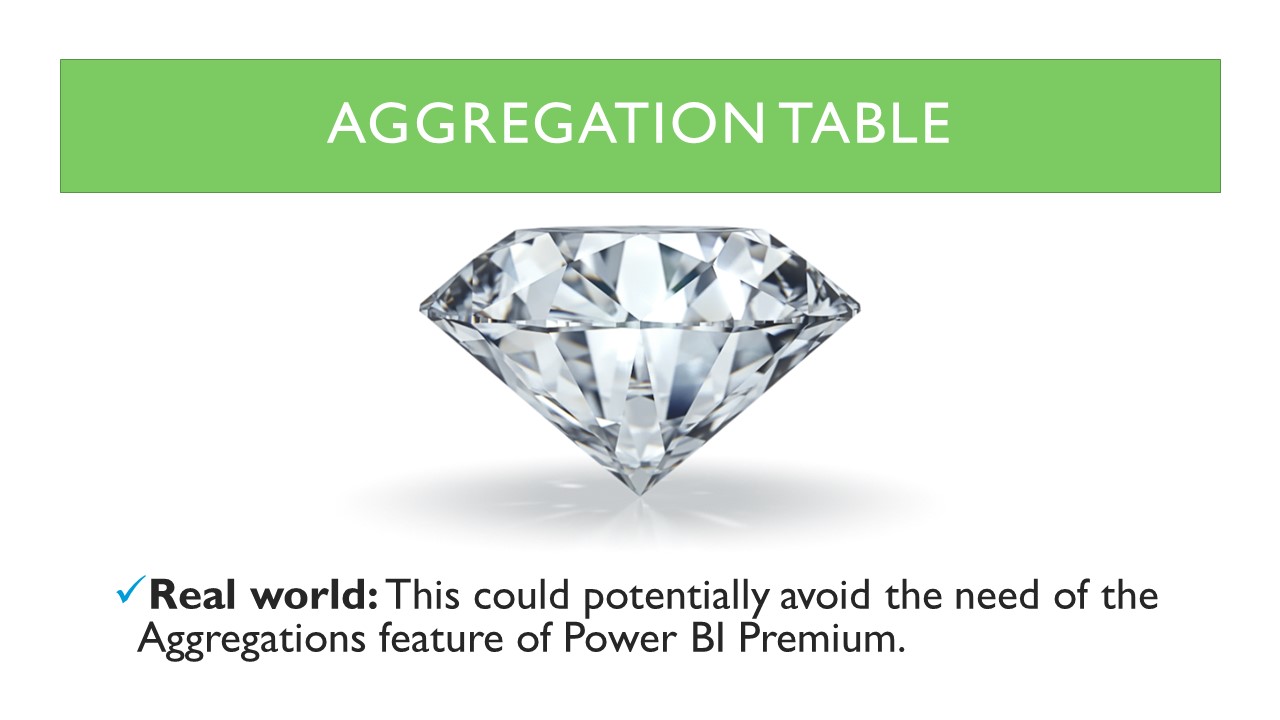 AGGREGATION TABLE
✓Real world: This could potentially avoid the need of the
Aggregations feature of Power BI Premium.